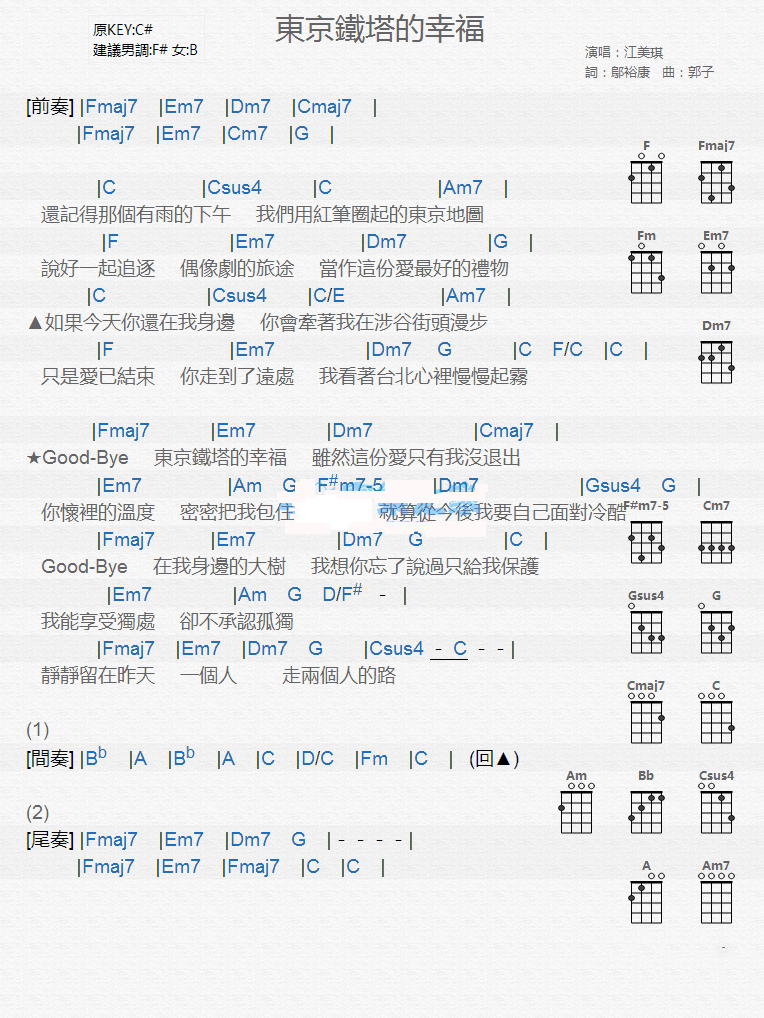 東京鐵塔的幸福
原KEY:C#
建議男調:F# 女:B
演唱：江美琪
詞：鄔裕康 曲：郭子
[前奏] |Fmaj7 |Em7 |Dm7 |Cmaj7 |
|Fmaj7 |Em7 |Cm7 |G |
|C |Csus4 |C |Am7 |
還記得那個有雨的下午 我們用紅筆圈起的東京地圖
|F |Em7 |Dm7 |G |
說好一起追逐 偶像劇的旅途 當作這份愛最好的禮物
|C |Csus4 |C/E |Am7 |
▲如果今天你還在我身邊 你會牽著我在涉谷街頭漫步
|F |Em7 |Dm7 G |C F/C |C |
只是愛已結束 你走到了遠處 我看著台北心裡慢慢起霧
|Fmaj7 |Em7 |Dm7 |Cmaj7 |
★Good-Bye 東京鐵塔的幸福 雖然這份愛只有我沒退出
|Em7 |Am G F#m7-5 |Dm7 |Gsus4 G |
你懷裡的溫度 密密把我包住 就算從今後我要自己面對冷酷
|Fmaj7 |Em7 |Dm7 G |C |
Good-Bye 在我身邊的大樹 我想你忘了說過只給我保護
|Em7 |Am G D/F# - |
我能享受獨處 卻不承認孤獨
|Fmaj7 |Em7 |Dm7 G |Csus4 - C - - |
靜靜留在昨天 一個人 走兩個人的路
(1)
[間奏] |Bb |A |Bb |A |C |D/C |Fm |C | (回▲)
(2)
[尾奏] |Fmaj7 |Em7 |Dm7 G | - - - - |
|Fmaj7 |Em7 |Fmaj7 |C |C |
F Fmaj7
Fm Em7
Dm7
F#m7-5 Cm7
Gsus4 G
Cmaj7 C
Am Bb Csus4
A Am7